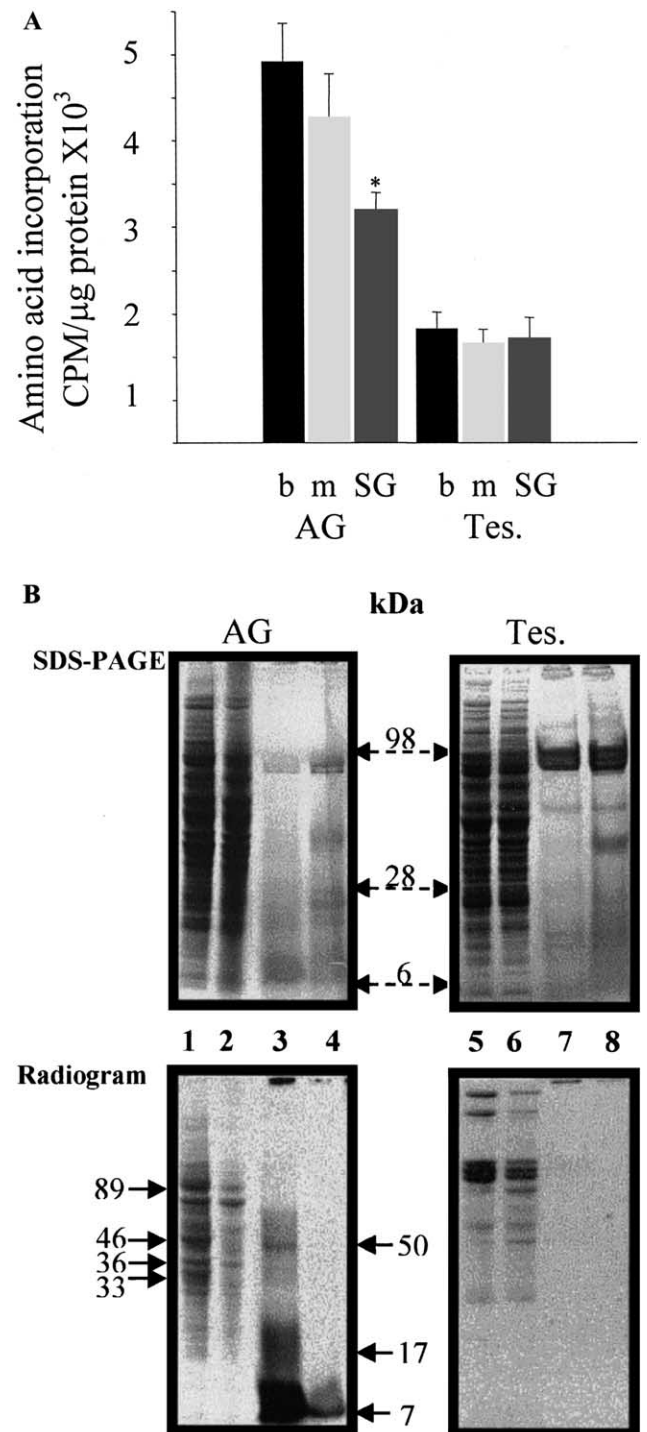 A
Amino acid incorporation
CPM/µg protein X10³
5
4
3
2
1
*
b m SG b m SG
AG Tes.
B
kDa
AG Tes.
SDS-PAGE
98
28
6
1 2 3 4 5 6 7 8
Radiogram
89
46
36
33
50
17
7